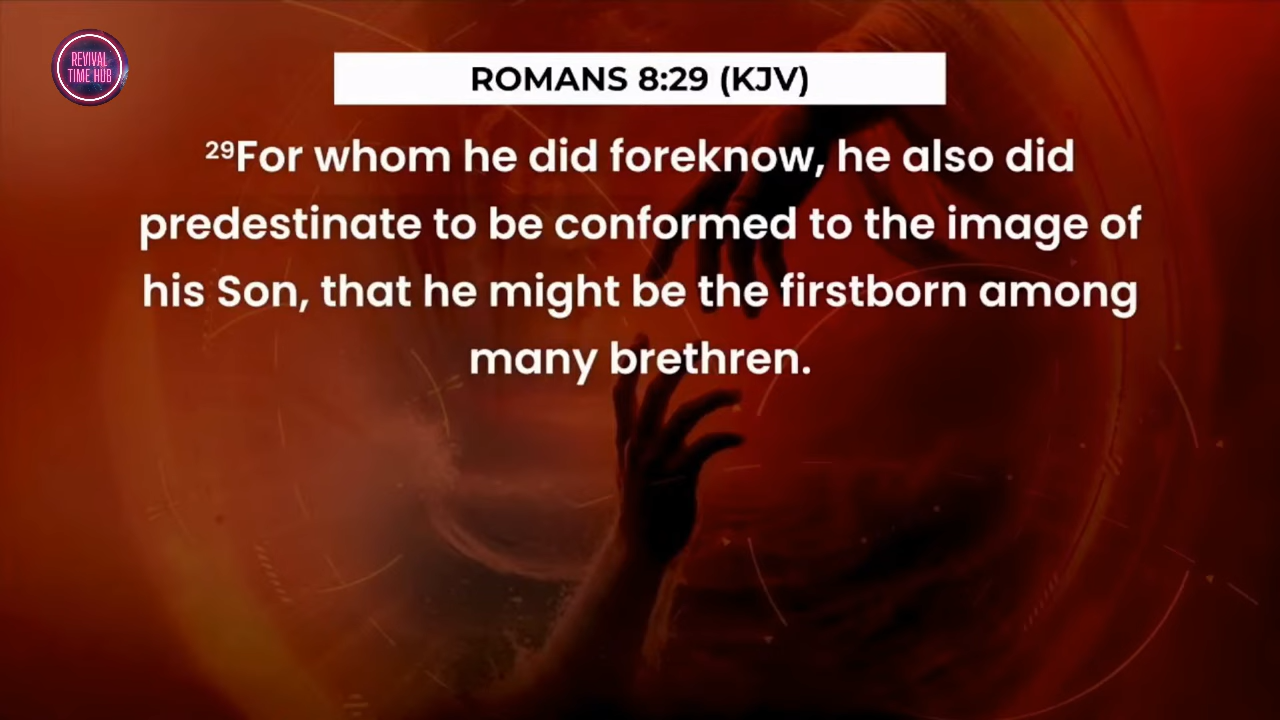 REVIVAL
TIME HUB
ROMANS 8:29 (KJV)
²⁹For whom he did foreknow, he also did
predestinate to be conformed to the image of
his Son, that he might be the firstborn among
many brethren.